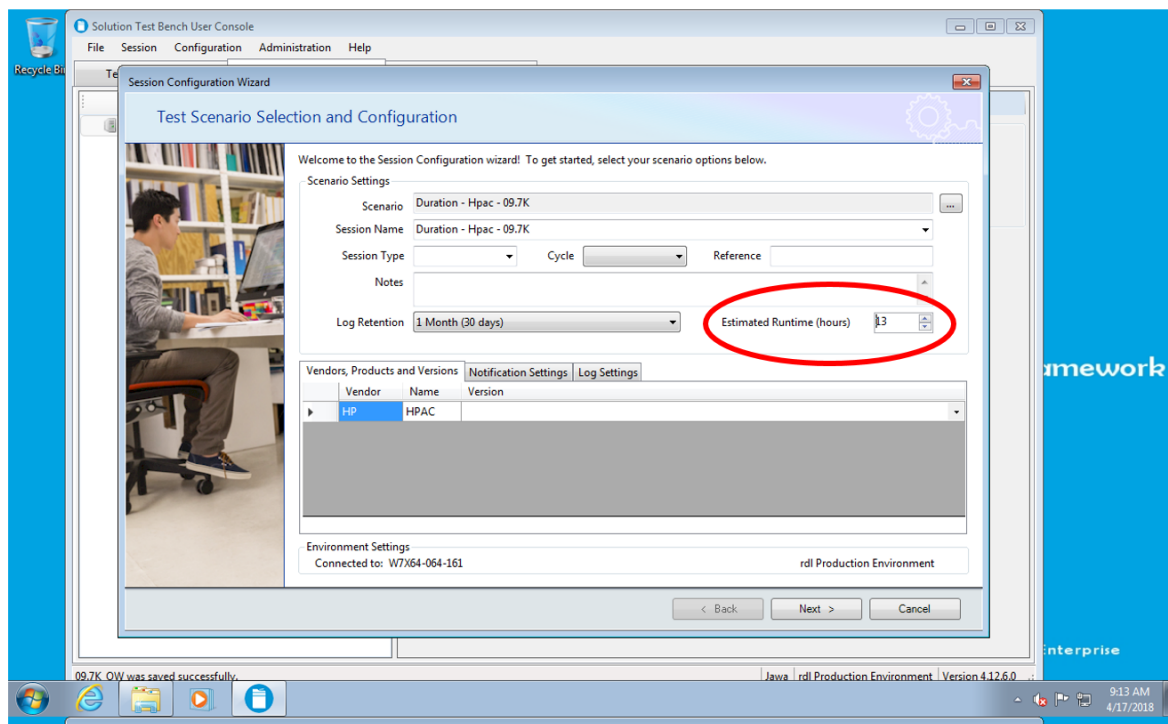 Recycle Bi
Solution Test Bench User Console
File Session Configuration Administration Help
Te
Session Configuration Wizard
Test Scenario Selection and Configuration
Welcome to the Session Configuration wizard! To get started, select your scenario options below.
Scenario Settings
Scenario Duration - Hpac - 09.7K ...
Session Name Duration - Hpac - 09.7K
Session Type Cycle Reference
Notes
Log Retention 1 Month (30 days) Estimated Runtime (hours) 13
Vendors, Products and Versions Notification Settings Log Settings
Vendor Name Version
HP HPAC
Environment Settings
Connected to: W7X64-064-161 rdl Production Environment
< Back Next > Cancel
amework
Enterprise
09.7K_OW was saved successfully. Jawa rdl Production Environment Version 4.12.6.0
9:13 AM
4/17/2018